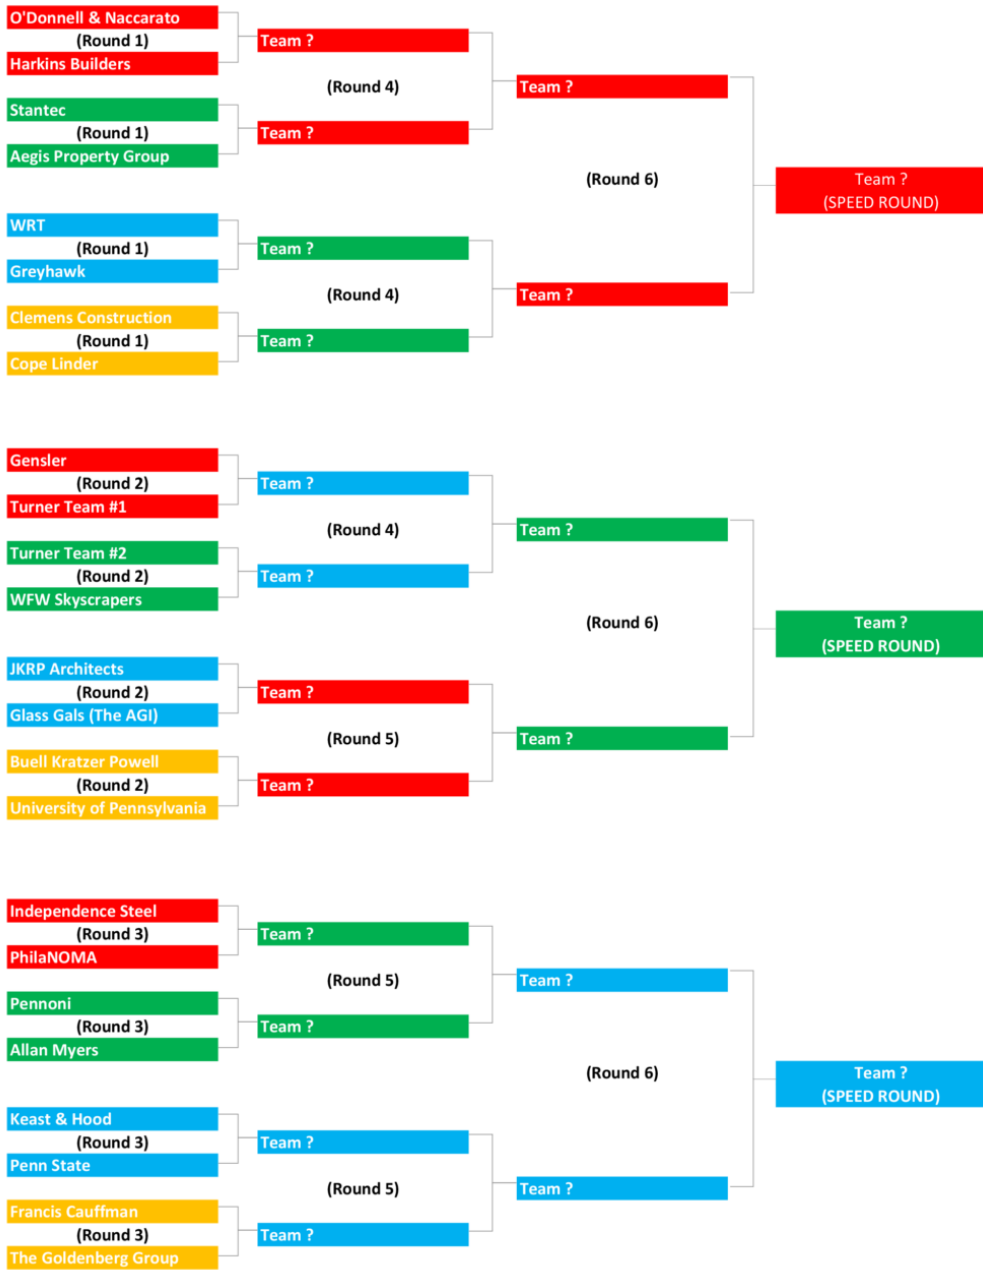 O'Donnell & Naccarato
(Round 1)
Harkins Builders
Team ?
(Round 4)
Team ?
Stantec
(Round 1)
Aegis Property Group
Team ?
(Round 6)
Team ?
(SPEED ROUND)
WRT
(Round 1)
Greyhawk
Team ?
(Round 4)
Team ?
Team ?
Clemens Construction
(Round 1)
Cope Linder
Gensler
(Round 2)
Turner Team #1
Team ?
(Round 4)
Team ?
Turner Team #2
(Round 2)
WFW Skyscrapers
Team ?
(Round 6)
Team ?
(SPEED ROUND)
JKRP Architects
(Round 2)
Glass Gals (The AGI)
Team ?
(Round 5)
Team ?
Team ?
Buell Kratzer Powell
(Round 2)
University of Pennsylvania
Independence Steel
(Round 3)
PhilaNOMA
Team ?
(Round 5)
Team ?
Pennoni
(Round 3)
Allan Myers
Team ?
(Round 6)
Team ?
(SPEED ROUND)
Keast & Hood
(Round 3)
Penn State
Team ?
(Round 5)
Team ?
Team ?
Francis Cauffman
(Round 3)
The Goldenberg Group